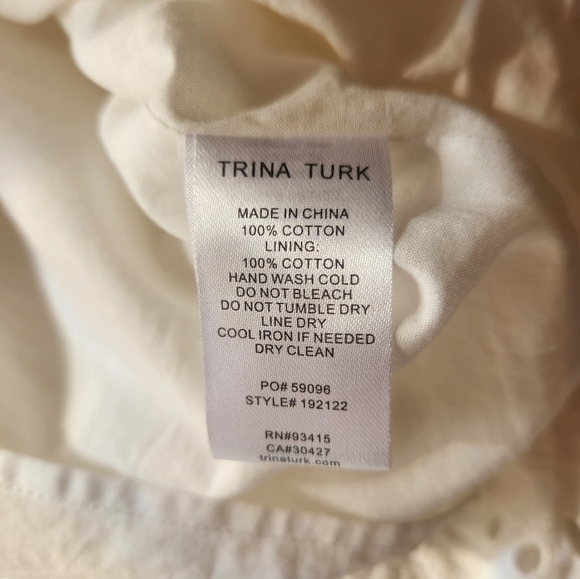 TRINA TURK
MADE IN CHINA
100% COTTON
LINING:
100% COTTON
HAND WASH COLD
DO NOT BLEACH
DO NOT TUMBLE DRY
LINE DRY
COOL IRON IF NEEDED
DRY CLEAN
PO# 59096
STYLE# 192122
RN#93415
CA#30427
trinaturk.com